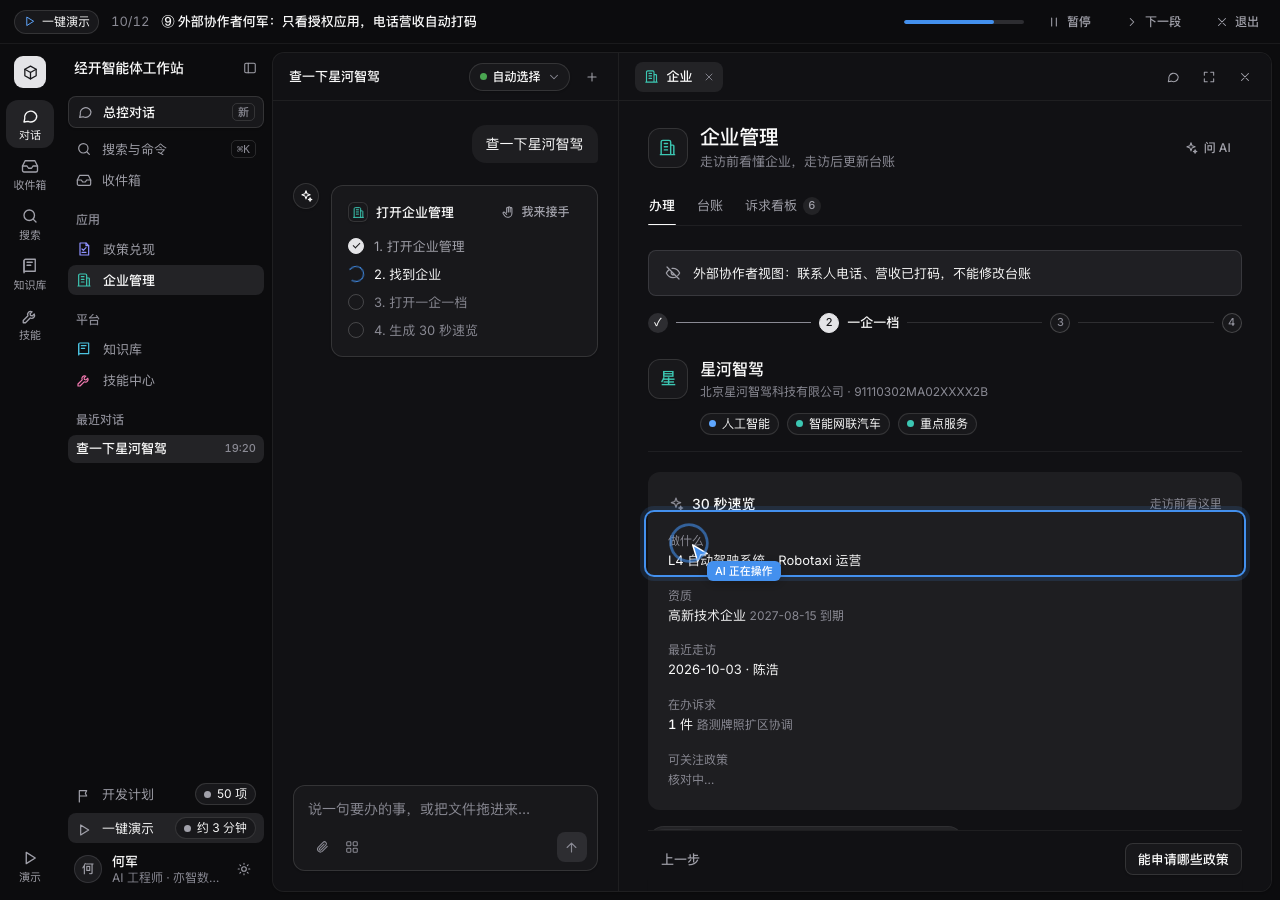 一键演示
10/12
⑨ 外部协作者何军：只看授权应用，电话营收自动打码
暂停
下一段
退出
对话
收件箱
搜索
知识库
技能
演示
经开智能体工作站
总控对话
新
搜索与命令
⌘K
收件箱
应用
政策兑现
企业管理
平台
知识库
技能中心
最近对话
查一下星河智驾
19:20
开发计划
50 项
一键演示
约 3 分钟
何
何军
AI 工程师 · 亦智数...
查一下星河智驾
自动选择
查一下星河智驾
打开企业管理
我来接手
1. 打开企业管理
2. 找到企业
3. 打开一企一档
4. 生成 30 秒速览
说一句要办的事，或把文件拖进来...
企业
企业管理
走访前看懂企业，走访后更新台账
问 AI
办理
台账
诉求看板
6
外部协作者视图：联系人电话、营收已打码，不能修改台账
2
一企一档
3
4
星
星河智驾
北京星河智驾科技有限公司 · 91110302MA02XXXX2B
人工智能
智能网联汽车
重点服务
30 秒速览
走访前看这里
做什么
L4 自动驾驶系统、Robotaxi 运营
AI 正在操作
资质
高新技术企业 2027-08-15 到期
最近走访
2026-10-03 · 陈浩
在办诉求
1 件 路测牌照扩区协调
可关注政策
核对中...
上一步
能申请哪些政策